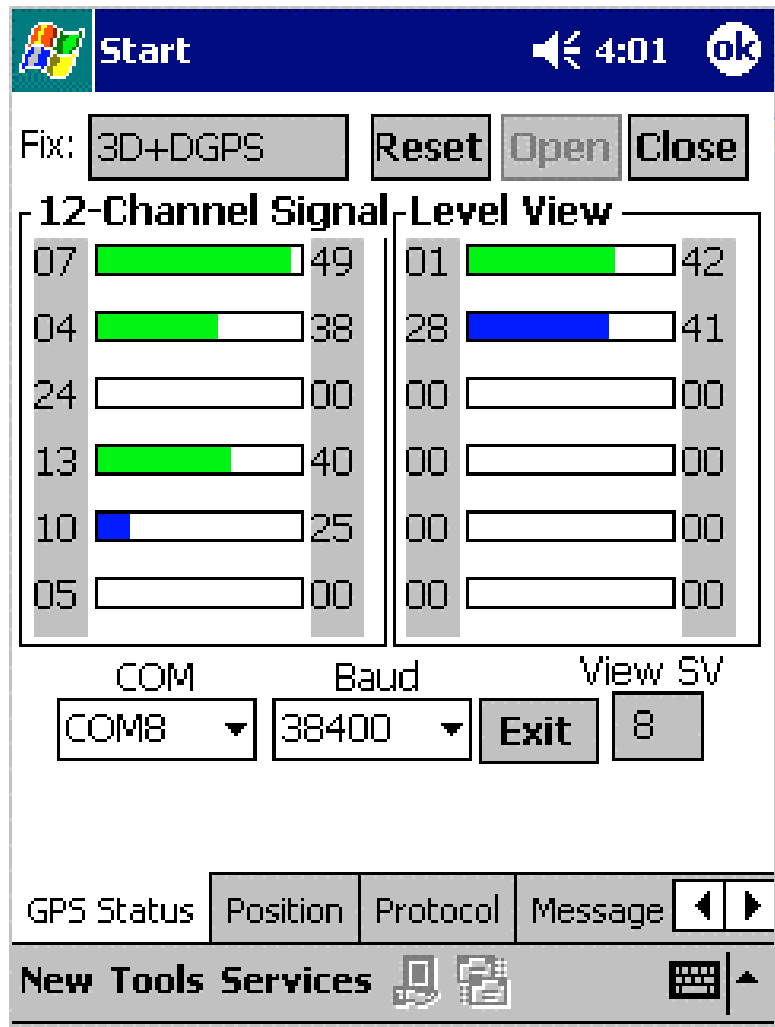 Start 4:01 ok
Fix: 3D+DGPS Reset Open Close
12-Channel Signal Level View
07 49 01 42
04 38 28 41
24 00 00 00
13 40 00 00
10 25 00 00
05 00 00 00
COM Baud View SV
COM8 38400 Exit 8
GPS Status Position Protocol Message
New Tools Services